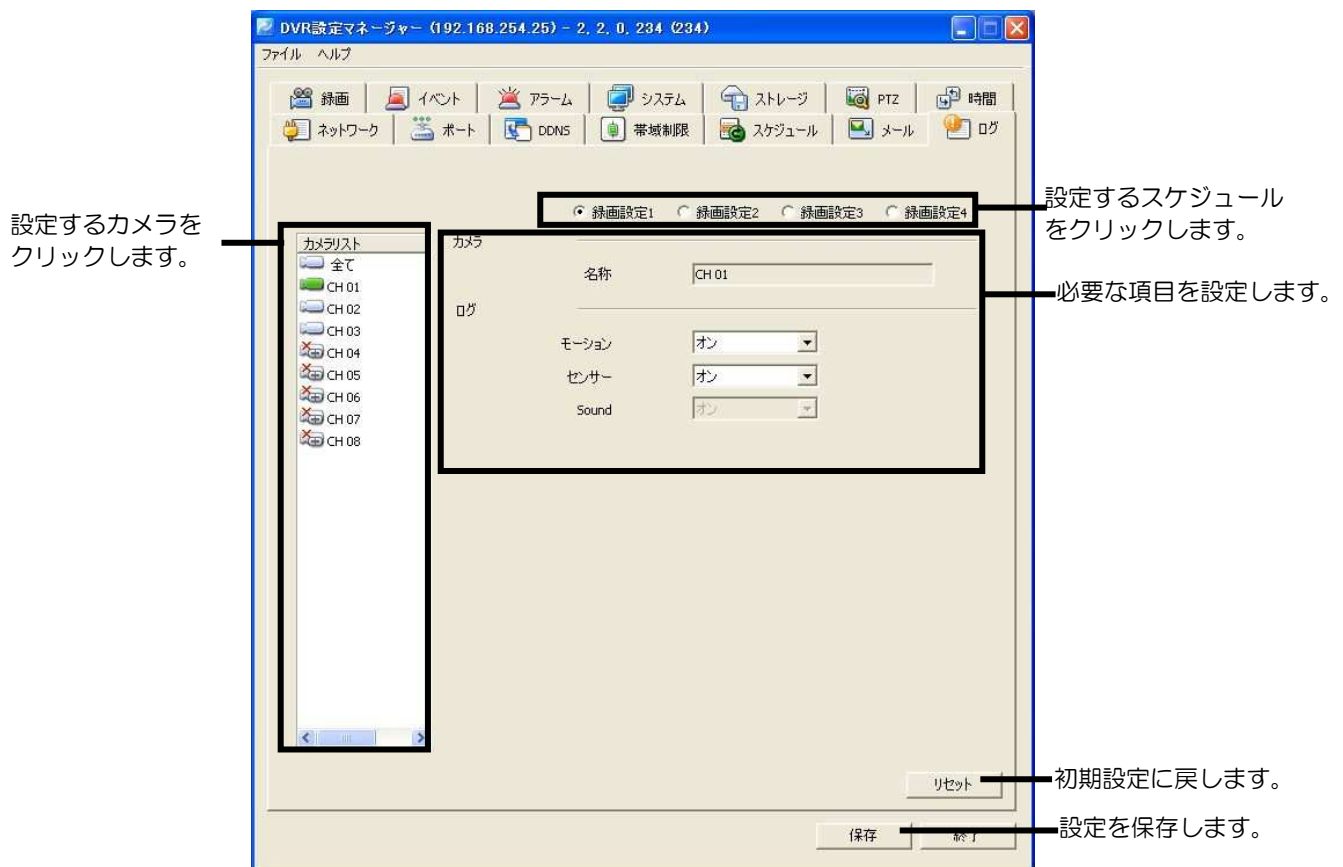 DVR設定マネージャー (192.168.254.25) - 2, 2, 0, 234 (234)
ファイル ヘルプ
録画 イベント アラーム システム ストレージ PTZ 時間
ネットワーク ポート DDNS 帯域制限 スケジュール メール ログ
設定するスケジュール
をクリックします。
録画設定1 録画設定2 録画設定3 録画設定4
設定するカメラを
クリックします。
カメラリスト
全て
CH 01
CH 02
CH 03
CH 04
CH 05
CH 06
CH 07
CH 08
カメラ
名称 CH 01
必要な項目を設定します。
ログ
モーション オン
センサー オン
Sound オン
リセット
初期設定に戻します。
保存 終了
設定を保存します。